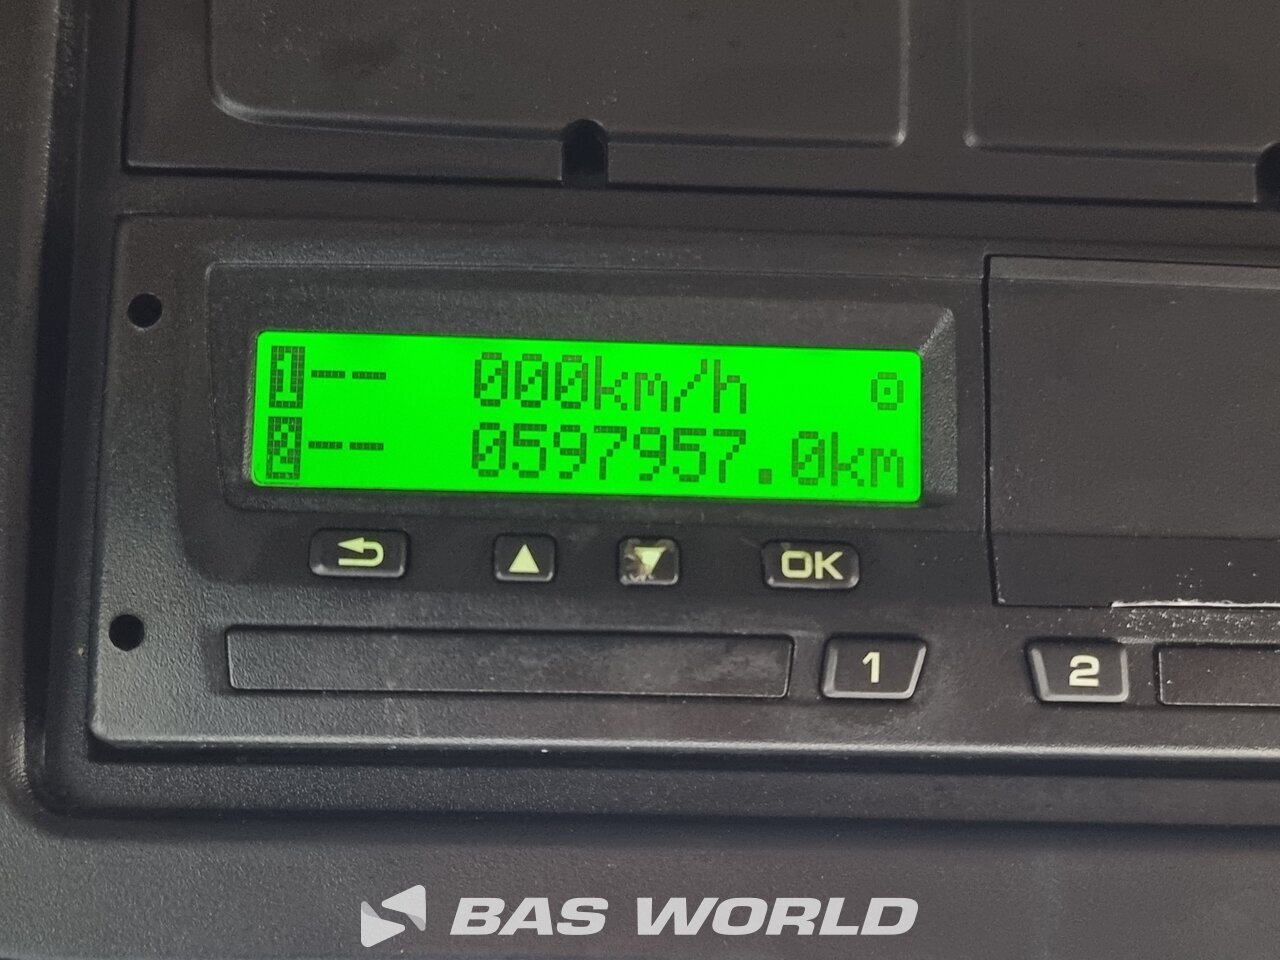 1-- 000km/h
2-- 0597957.0km
OK
1
2
BAS WORLD